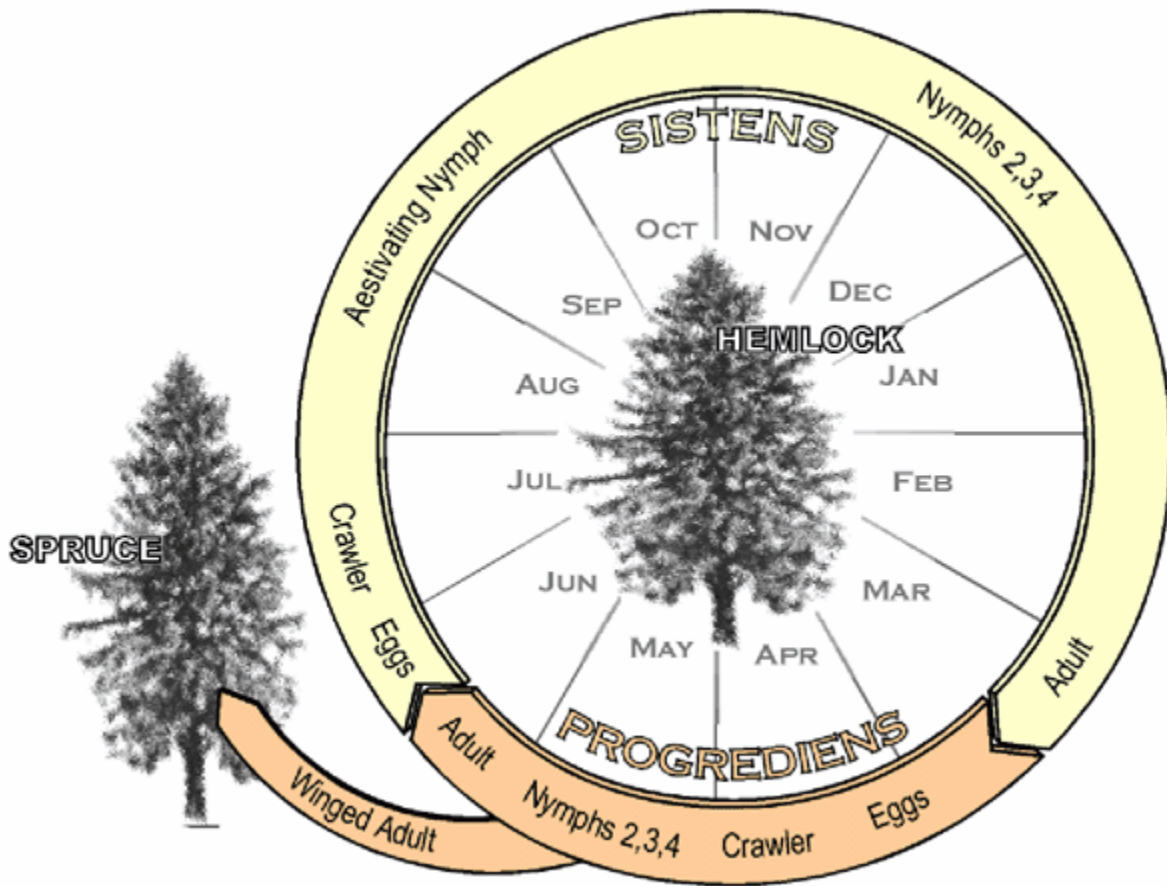 SISTENS
Nymphs 2,3,4
Aestivating Nymph
OCT
NOV
SEP
DEC
HEMLOCK
AUG
JAN
JUL
FEB
Crawler
SPRUCE
JUN
MAR
Eggs
MAY
APR
Adult
PROGREDIENS
Adult
Nymphs 2,3,4
Crawler
Eggs
Winged Adult